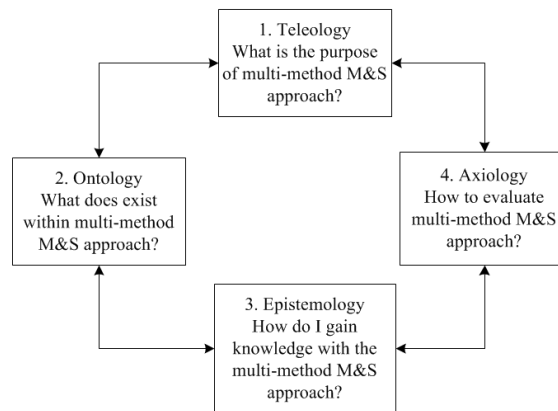 1. Teleology
What is the purpose
of multi-method M&S
approach?
2. Ontology
What does exist
within multi-method
M&S approach?
4. Axiology
How to evaluate
multi-method M&S
approach?
3. Epistemology
How do I gain
knowledge with the
multi-method M&S
approach?